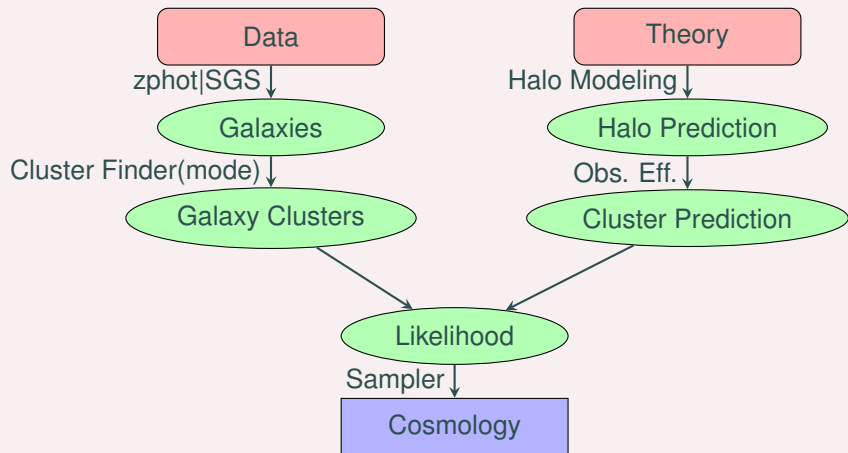 Data
Theory
zphot|SGS
Halo Modeling
Galaxies
Halo Prediction
Cluster Finder(mode)
Obs. Eff.
Galaxy Clusters
Cluster Prediction
Likelihood
Sampler
Cosmology